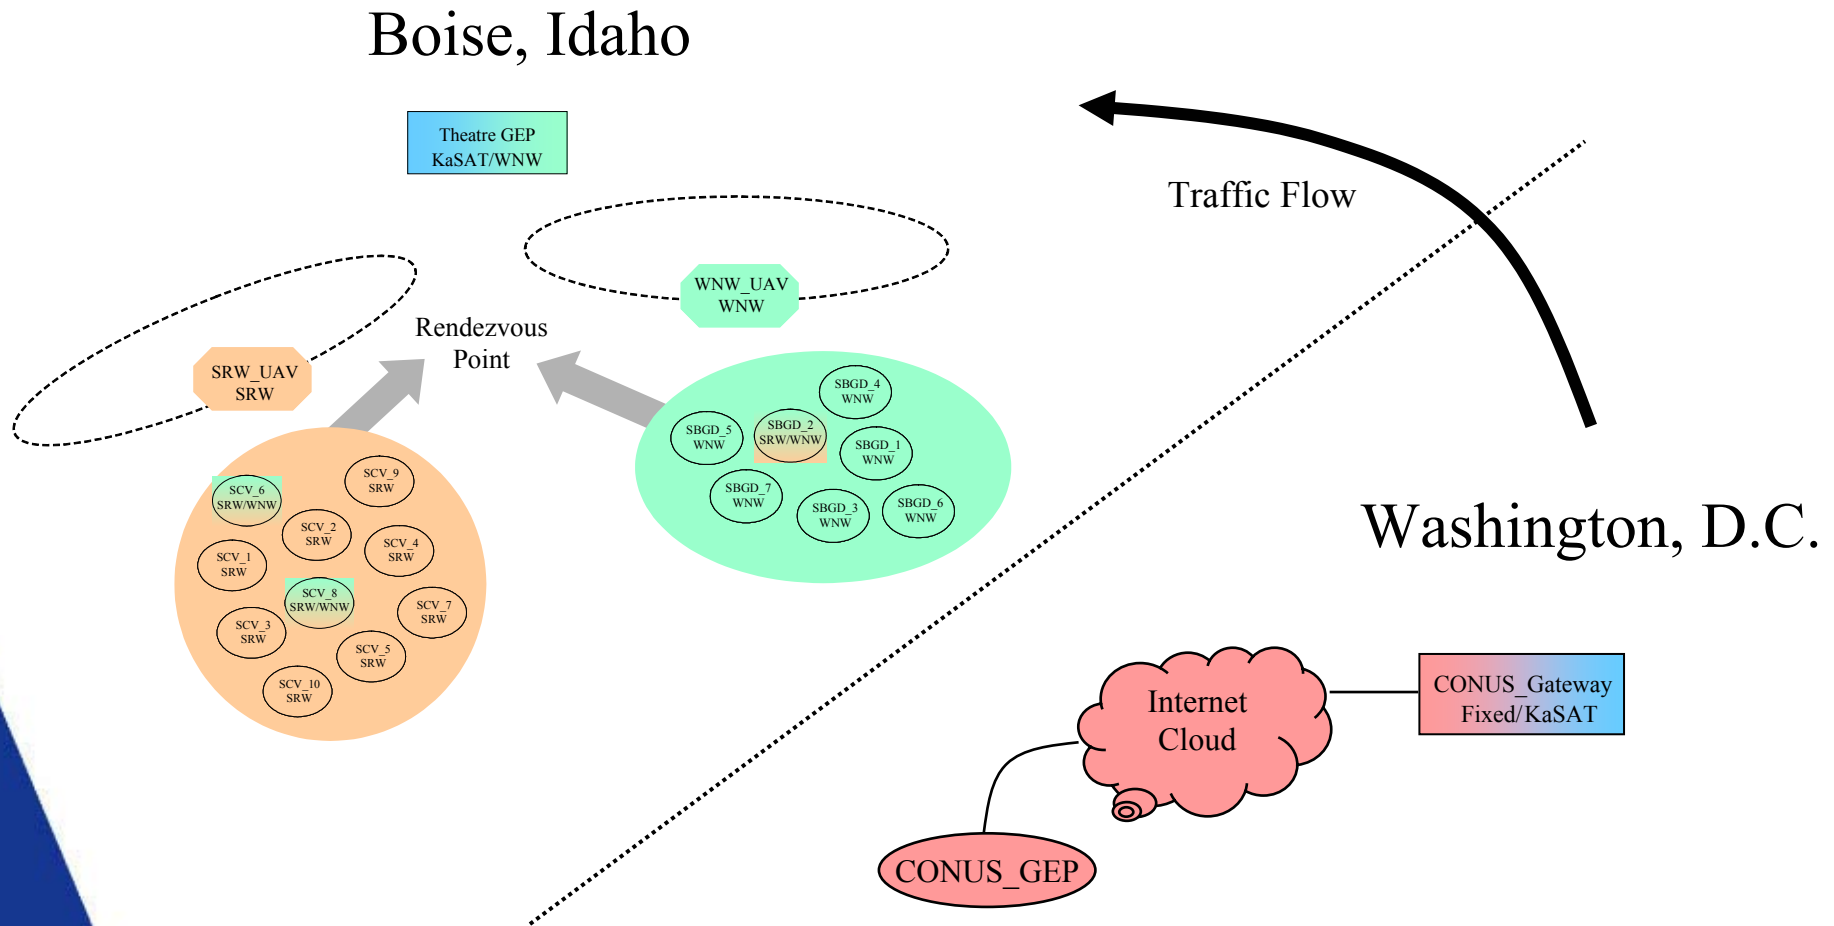 Boise, Idaho
Theatre GEP
KaSAT/WNW
Traffic Flow
WNW_UAV
WNW
Rendezvous
Point
SRW_UAV
SRW
SBGD_4
WNW
SBGD_5
WNW
SBGD_2
SRW/WNW
SBGD_1
WNW
SBGD_7
WNW
SBGD_3
WNW
SBGD_6
WNW
SCV_9
SRW
SCV_6
SRW/WNW
SCV_2
SRW
SCV_4
SRW
SCV_1
SRW
SCV_8
SRW/WNW
SCV_7
SRW
SCV_3
SRW
SCV_5
SRW
SCV_10
SRW
Washington, D.C.
Internet
Cloud
CONUS_Gateway
Fixed/KaSAT
CONUS_GEP